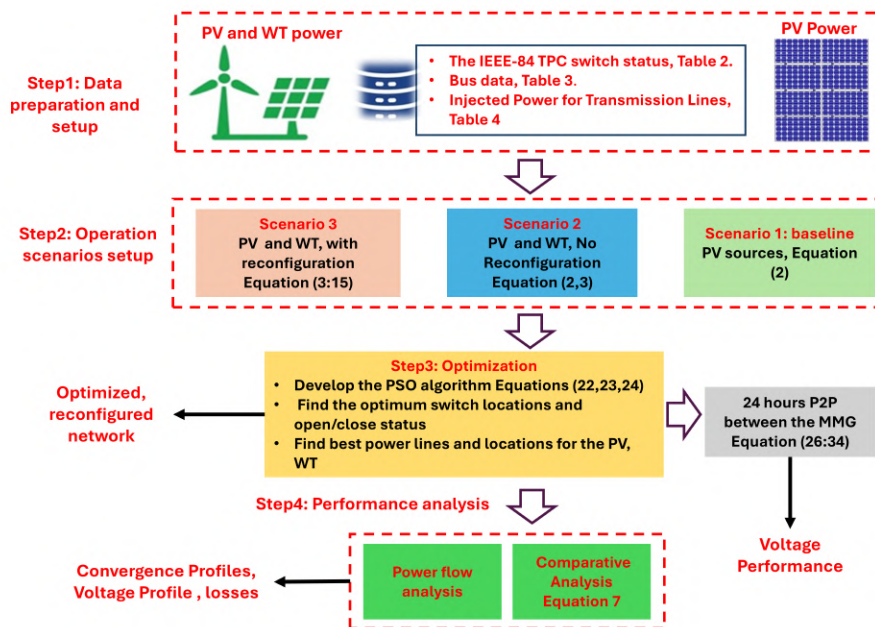 Step1: Data
preparation and
setup
PV and WT power
• The IEEE-84 TPC switch status, Table 2.
• Bus data, Table 3.
• Injected Power for Transmission Lines,
Table 4
PV Power
Step2: Operation
scenarios setup
Scenario 3
PV and WT, with
reconfiguration
Equation (3:15)
Scenario 2
PV and WT, No
Reconfiguration
Equation (2,3)
Scenario 1: baseline
PV sources, Equation
(2)
Optimized,
reconfigured
network
Step3: Optimization
• Develop the PSO algorithm Equations (22,23,24)
• Find the optimum switch locations and
open/close status
• Find best power lines and locations for the PV,
WT
24 hours P2P
between the MMG
Equation (26:34)
Voltage
Performance
Step4: Performance analysis
Convergence Profiles,
Voltage Profile , losses
Power flow
analysis
Comparative
Analysis
Equation 7